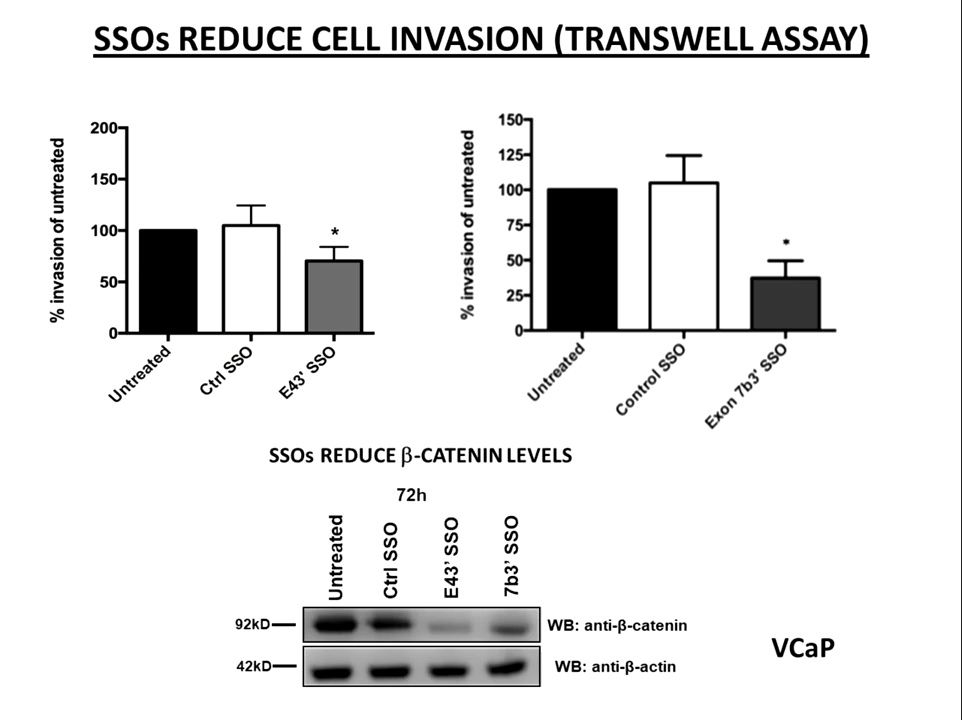 SSOs REDUCE CELL INVASION (TRANSWELL ASSAY)
% invasion of untreated
200
150
100
50
0
Untreated
Ctrl SSO
E43' SSO
*
% invasion of untreated
150
125
100
75
50
25
0
Untreated
Control SSO
Exon 7b3' SSO
*
SSOs REDUCE β-CATENIN LEVELS
72h
Untreated
Ctrl SSO
E43' SSO
7b3' SSO
92kD
WB: anti-β-catenin
42kD
WB: anti-β-actin
VCaP